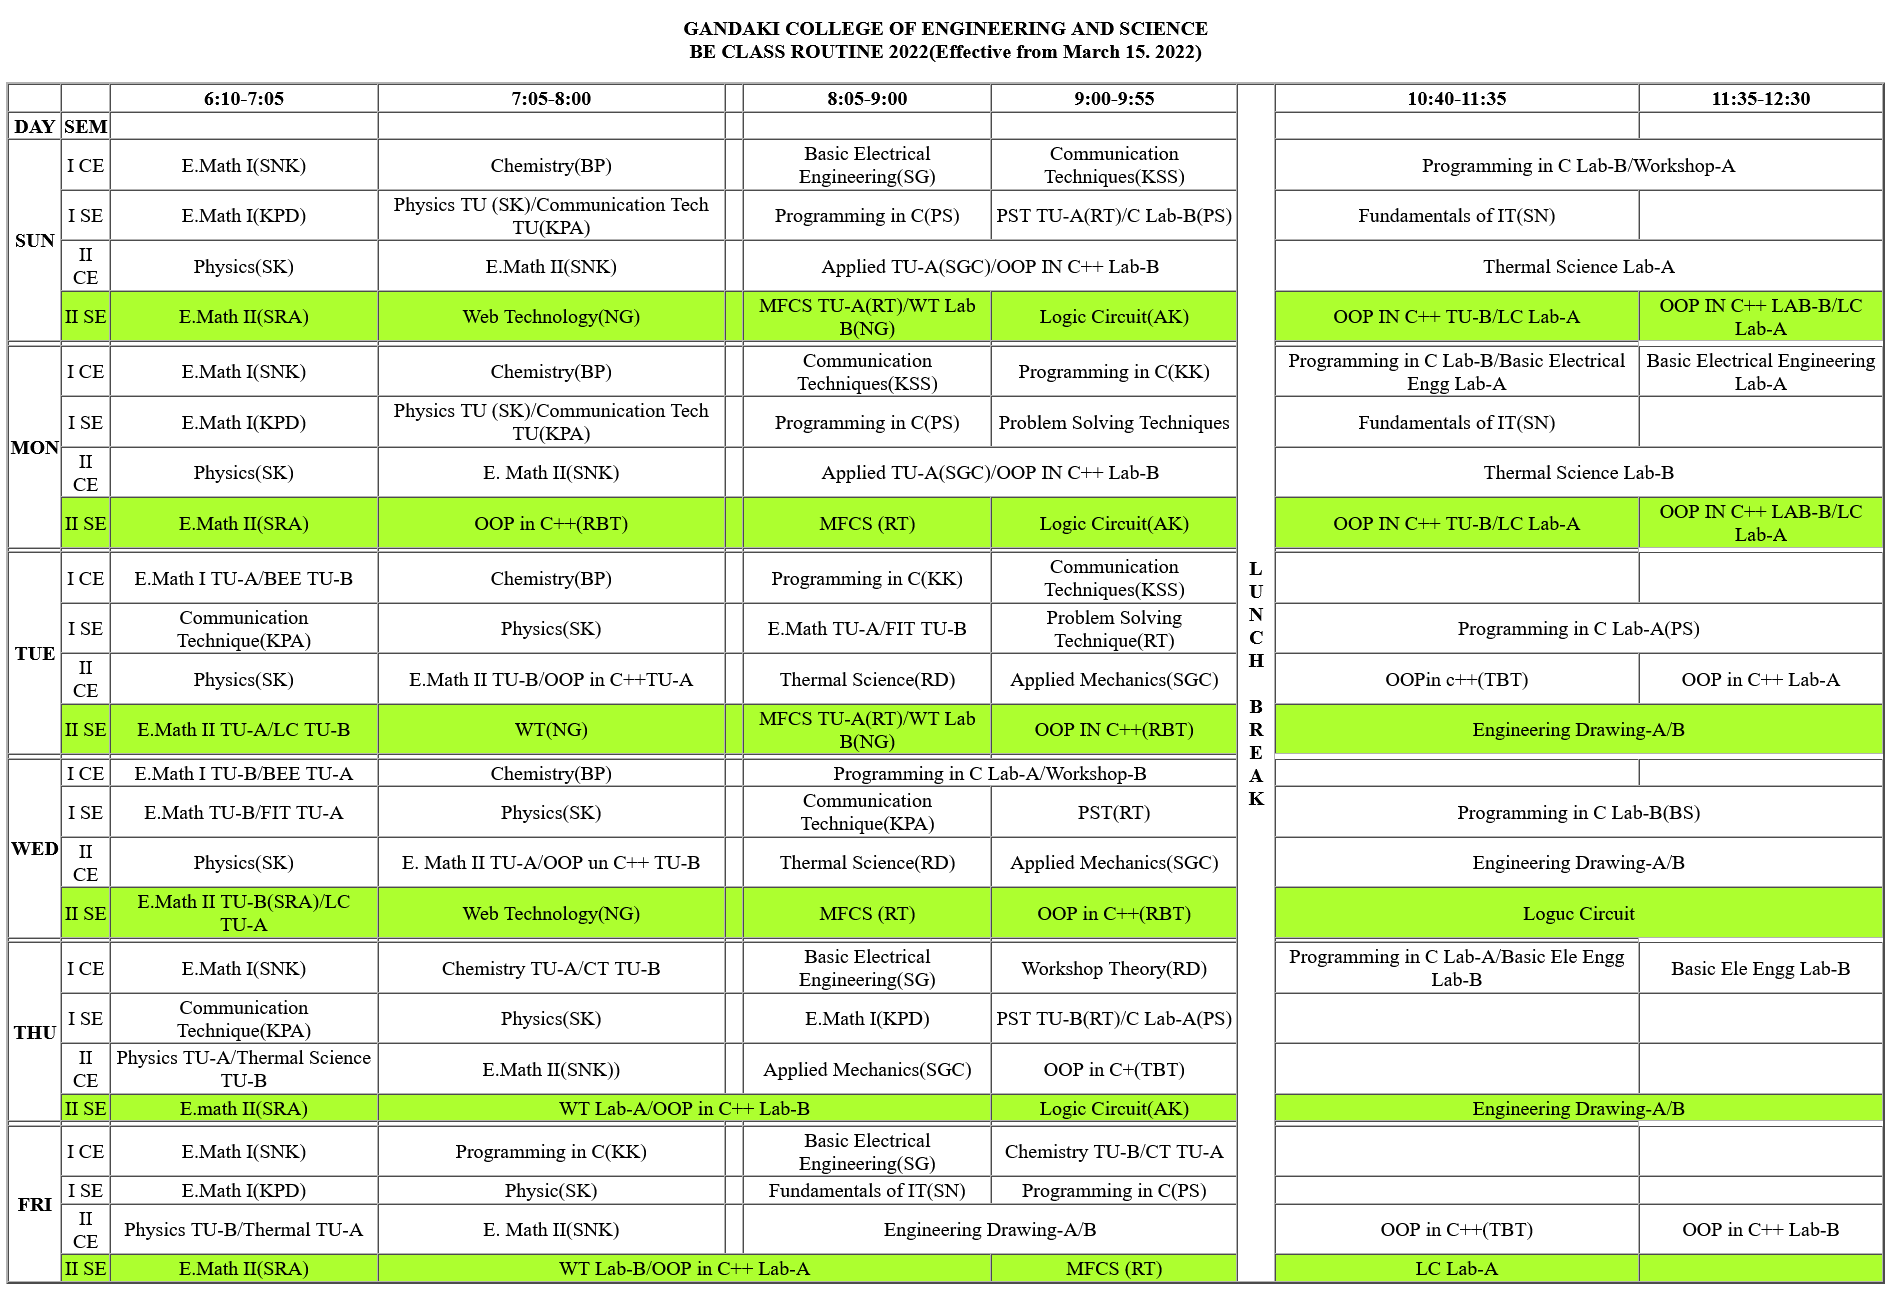 GANDAKI COLLEGE OF ENGINEERING AND SCIENCE
BE CLASS ROUTINE 2022(Effective from March 15. 2022)
6:10-7:05 7:05-8:00 8:05-9:00 9:00-9:55 10:40-11:35 11:35-12:30
DAY SEM
SUN
I CE E.Math I(SNK) Chemistry(BP) Basic Electrical Engineering(SG) Communication Techniques(KSS) Programming in C Lab-B/Workshop-A
I SE E.Math I(KPD) Physics TU (SK)/Communication Tech TU(KPA) Programming in C(PS) PST TU-A(RT)/C Lab-B(PS) Fundamentals of IT(SN)
II CE Physics(SK) E.Math II(SNK) Applied TU-A(SGC)/OOP IN C++ Lab-B Thermal Science Lab-A
II SE E.Math II(SRA) Web Technology(NG) MFCS TU-A(RT)/WT Lab B(NG) Logic Circuit(AK) OOP IN C++ TU-B/LC Lab-A OOP IN C++ LAB-B/LC Lab-A
MON
I CE E.Math I(SNK) Chemistry(BP) Communication Techniques(KSS) Programming in C(KK) Programming in C Lab-B/Basic Electrical Engg Lab-A Basic Electrical Engineering Lab-A
I SE E.Math I(KPD) Physics TU (SK)/Communication Tech TU(KPA) Programming in C(PS) Problem Solving Techniques Fundamentals of IT(SN)
II CE Physics(SK) E. Math II(SNK) Applied TU-A(SGC)/OOP IN C++ Lab-B Thermal Science Lab-B
II SE E.Math II(SRA) OOP in C++(RBT) MFCS (RT) Logic Circuit(AK) OOP IN C++ TU-B/LC Lab-A OOP IN C++ LAB-B/LC Lab-A
LUNCH BREAK
TUE
I CE E.Math I TU-A/BEE TU-B Chemistry(BP) Programming in C(KK) Communication Techniques(KSS)
I SE Communication Technique(KPA) Physics(SK) E.Math TU-A/FIT TU-B Problem Solving Technique(RT) Programming in C Lab-A(PS)
II CE Physics(SK) E.Math II TU-B/OOP in C++TU-A Thermal Science(RD) Applied Mechanics(SGC) OOPin c++(TBT) OOP in C++ Lab-A
II SE E.Math II TU-A/LC TU-B WT(NG) MFCS TU-A(RT)/WT Lab B(NG) OOP IN C++(RBT) Engineering Drawing-A/B
WED
I CE E.Math I TU-B/BEE TU-A Chemistry(BP) Programming in C Lab-A/Workshop-B
I SE E.Math TU-B/FIT TU-A Physics(SK) Communication Technique(KPA) PST(RT) Programming in C Lab-B(BS)
II CE Physics(SK) E. Math II TU-A/OOP un C++ TU-B Thermal Science(RD) Applied Mechanics(SGC) Engineering Drawing-A/B
II SE E.Math II TU-B(SRA)/LC TU-A Web Technology(NG) MFCS (RT) OOP in C++(RBT) Loguc Circuit
THU
I CE E.Math I(SNK) Chemistry TU-A/CT TU-B Basic Electrical Engineering(SG) Workshop Theory(RD) Programming in C Lab-A/Basic Ele Engg Lab-B Basic Ele Engg Lab-B
I SE Communication Technique(KPA) Physics(SK) E.Math I(KPD) PST TU-B(RT)/C Lab-A(PS)
II CE Physics TU-A/Thermal Science TU-B E.Math II(SNK)) Applied Mechanics(SGC) OOP in C+(TBT)
II SE E.math II(SRA) WT Lab-A/OOP in C++ Lab-B Logic Circuit(AK) Engineering Drawing-A/B
FRI
I CE E.Math I(SNK) Programming in C(KK) Basic Electrical Engineering(SG) Chemistry TU-B/CT TU-A
I SE E.Math I(KPD) Physic(SK) Fundamentals of IT(SN) Programming in C(PS)
II CE Physics TU-B/Thermal TU-A E. Math II(SNK) Engineering Drawing-A/B OOP in C++(TBT) OOP in C++ Lab-B
II SE E.Math II(SRA) WT Lab-B/OOP in C++ Lab-A MFCS (RT) LC Lab-A